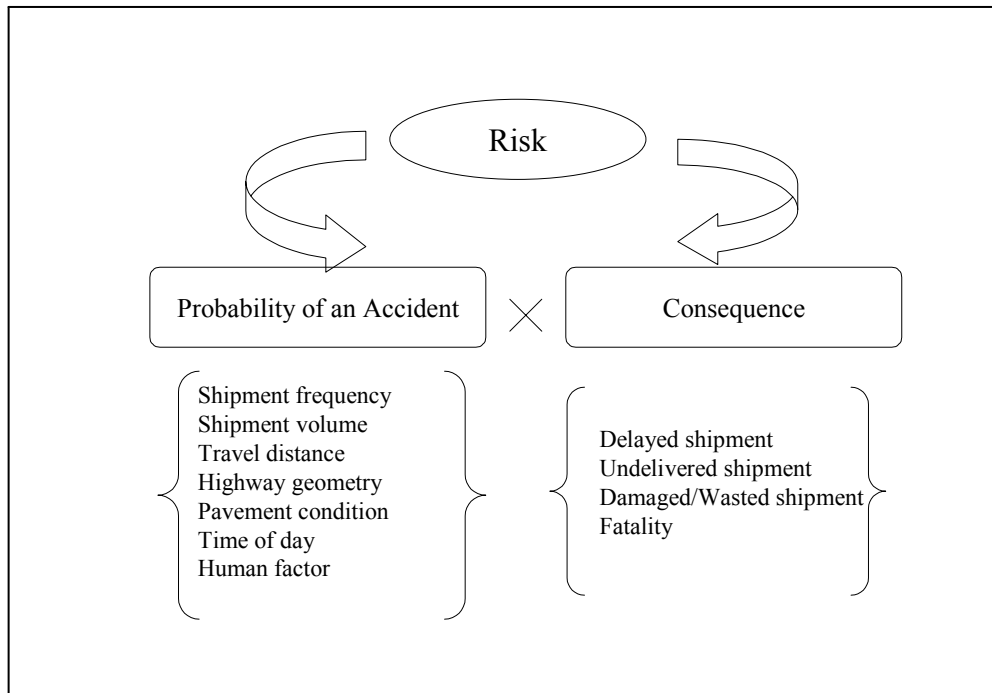 Risk
Probability of an Accident
Consequence
Shipment frequency
Shipment volume
Travel distance
Highway geometry
Pavement condition
Time of day
Human factor
Delayed shipment
Undelivered shipment
Damaged/Wasted shipment
Fatality